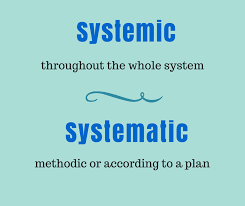 Systemic
throughout the whole system
Systematic
methodic or according to a plan